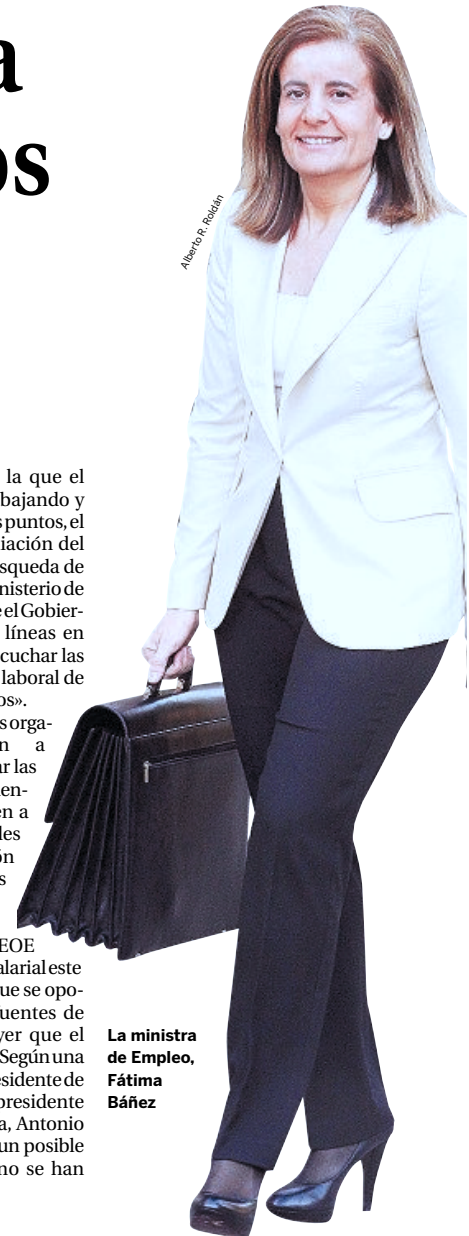 a
os
Alberto R. Roldán
la que el
bajando y
s puntos, el
iación del
squeda de
nisterio de
e el Gobier-
líneas en
cuchar las
laboral de
os».
s orga-
n a
ar las
en-
en a
les
ón
s
EOE
alarial este
ue se opo-
uentes de
yer que el
Según una
esidente de
presidente
a, Antonio
un posible
no se han
La ministra
de Empleo,
Fátima
Báñez